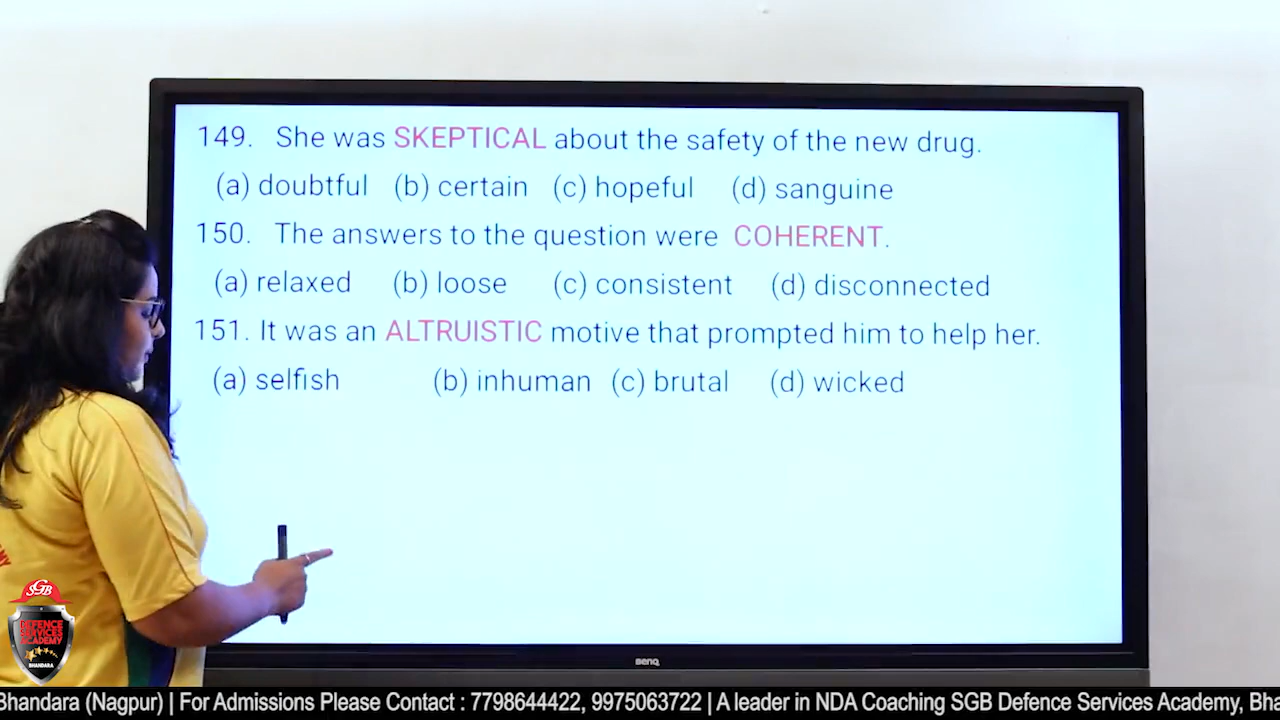 149. She was SKEPTICAL about the safety of the new drug.
(a) doubtful (b) certain (c) hopeful (d) sanguine
150. The answers to the question were COHERENT.
(a) relaxed (b) loose (c) consistent (d) disconnected
151. It was an ALTRUISTIC motive that prompted him to help her.
(a) selfish (b) inhuman (c) brutal (d) wicked
BenQ
SGB
DEFENCE
SERVICES
ACADEMY
BHANDARA
Bhandara (Nagpur) | For Admissions Please Contact : 7798644422, 9975063722 | A leader in NDA Coaching SGB Defence Services Academy, Bha